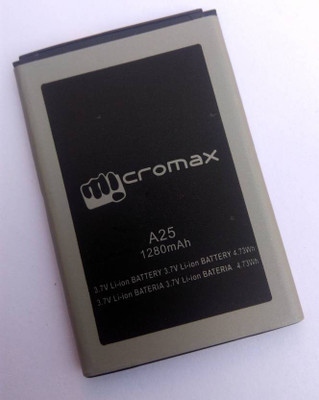 micromax
A25
1280mAh
3.7V Li-ion BATTERY 3.7V Li-ion BATTERY 4.73Wh
3.7V Li-ion BATERIA 3.7V Li-ion BATERIA 4.73Wh